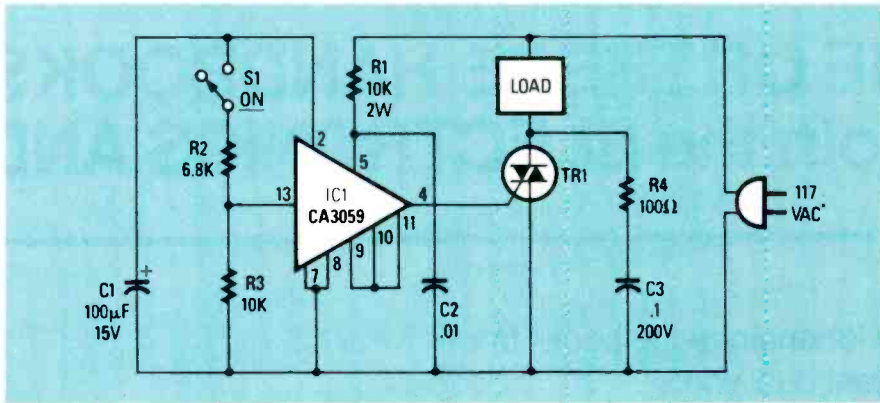 S1
ON
R1
10K
2W
LOAD
R2
6.8K
2
5
TR1
R4
100Ω
117
VAC
13
IC1
CA3059
4
11
10
9
8
7
C1
100µF
15V
+
R3
10K
C2
.01
C3
.1
200V